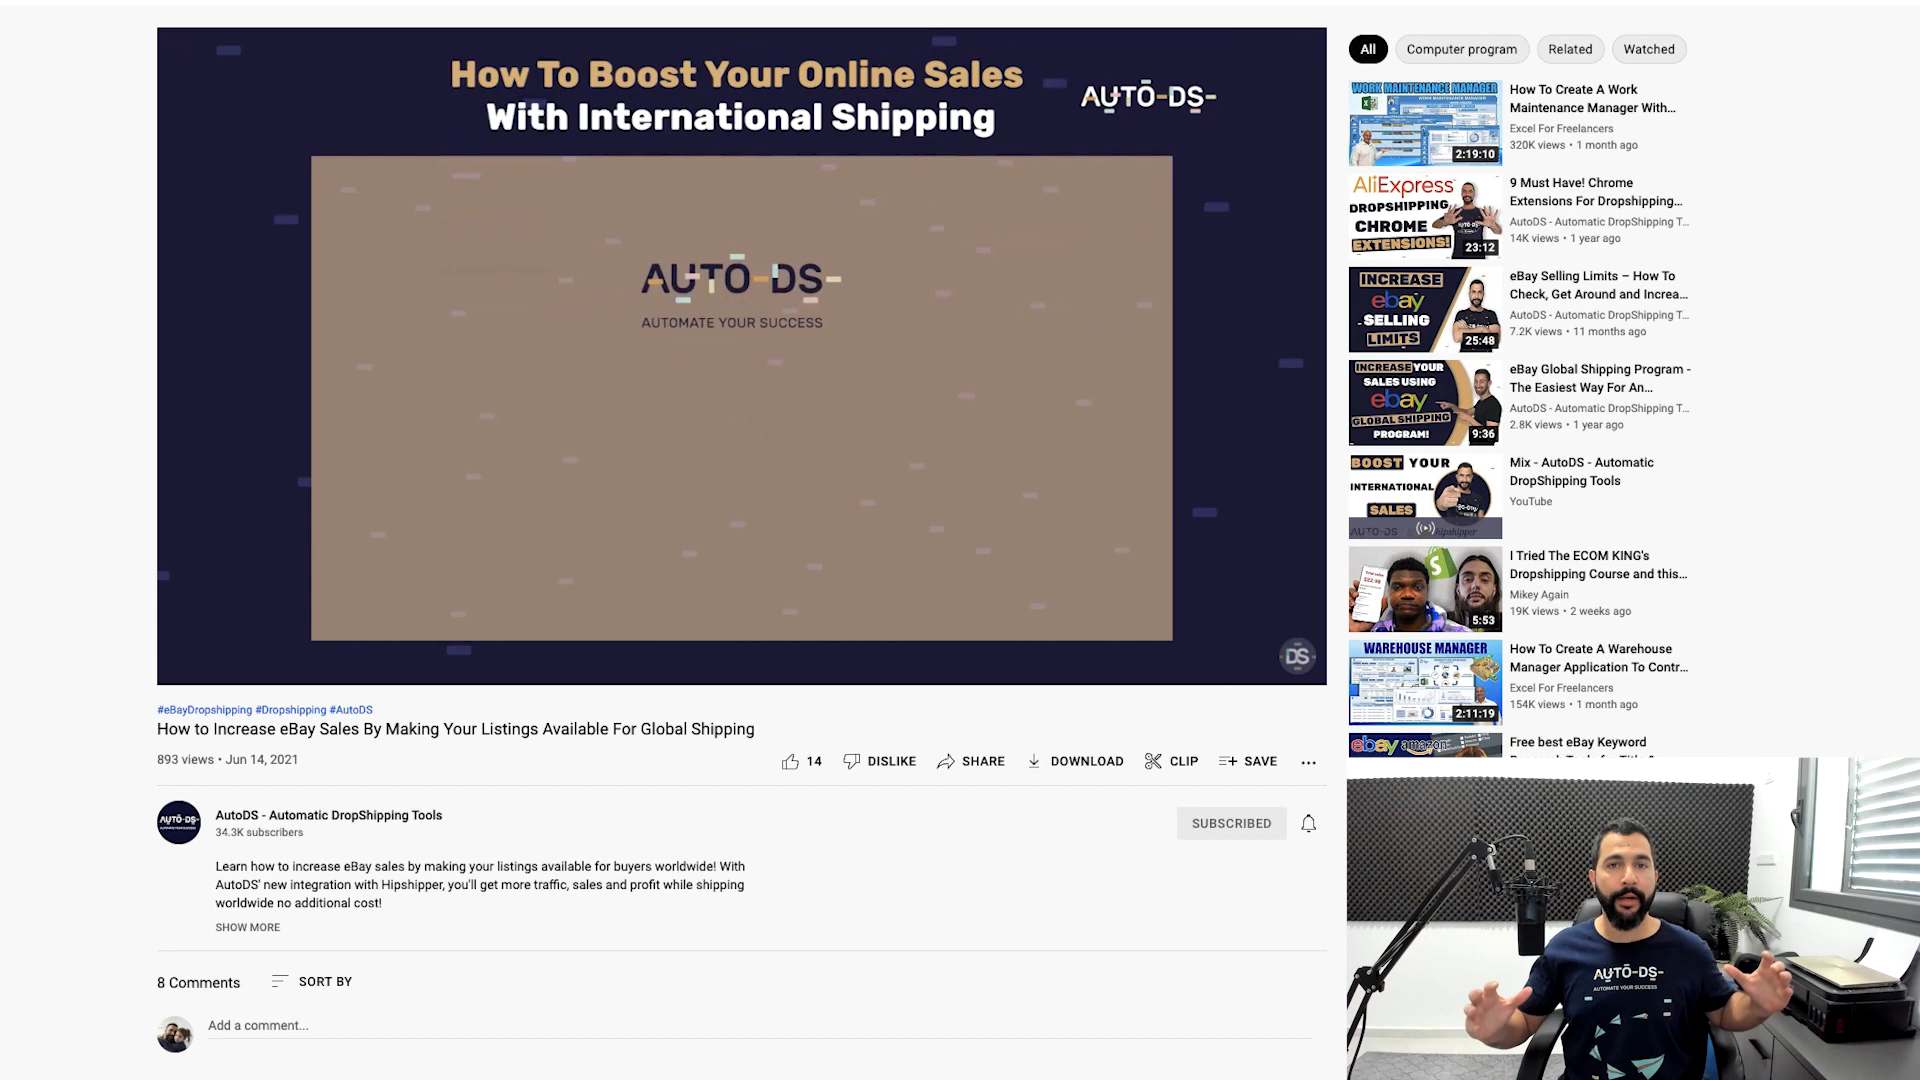 How To Boost Your Online Sales
With International Shipping
AUTO-DS-
AUTO-DS-
AUTOMATE YOUR SUCCESS
DS
#eBayDropshipping #Dropshipping #AutoDS
How to Increase eBay Sales By Making Your Listings Available For Global Shipping
893 views • Jun 14, 2021
14 DISLIKE SHARE DOWNLOAD CLIP SAVE ...
AUTO-DS-
AutoDS - Automatic DropShipping Tools
34.3K subscribers
SUBSCRIBED
Learn how to increase eBay sales by making your listings available for buyers worldwide! With
AutoDS' new integration with Hipshipper, you'll get more traffic, sales and profit while shipping
worldwide no additional cost!
SHOW MORE
8 Comments SORT BY
Add a comment...
All Computer program Related Watched
WORK MAINTENANCE MANAGER
2:19:10
How To Create A Work
Maintenance Manager With...
Excel For Freelancers
320K views • 1 month ago
AliExpress
DROPSHIPPING
CHROME
EXTENSIONS!
23:12
9 Must Have! Chrome
Extensions For Dropshipping...
AutoDS - Automatic DropShipping T...
14K views • 1 year ago
INCREASE
ebay
SELLING
LIMITS
25:48
eBay Selling Limits – How To
Check, Get Around and Increa...
AutoDS - Automatic DropShipping T...
7.2K views • 11 months ago
INCREASE YOUR
SALES USING
ebay
GLOBAL SHIPPING
PROGRAM!
9:36
eBay Global Shipping Program -
The Easiest Way For An...
AutoDS - Automatic DropShipping T...
2.8K views • 1 year ago
BOOST YOUR
INTERNATIONAL
SALES
AUTO-DS hipshipper
Mix - AutoDS - Automatic
DropShipping Tools
YouTube
5:53
I Tried The ECOM KING's
Dropshipping Course and this...
Mikey Again
19K views • 2 weeks ago
WAREHOUSE MANAGER
2:11:19
How To Create A Warehouse
Manager Application To Contr...
Excel For Freelancers
154K views • 1 month ago
ebay amazon
Free best eBay Keyword
AUTO-DS-
AUTOMATE YOUR SUCCESS